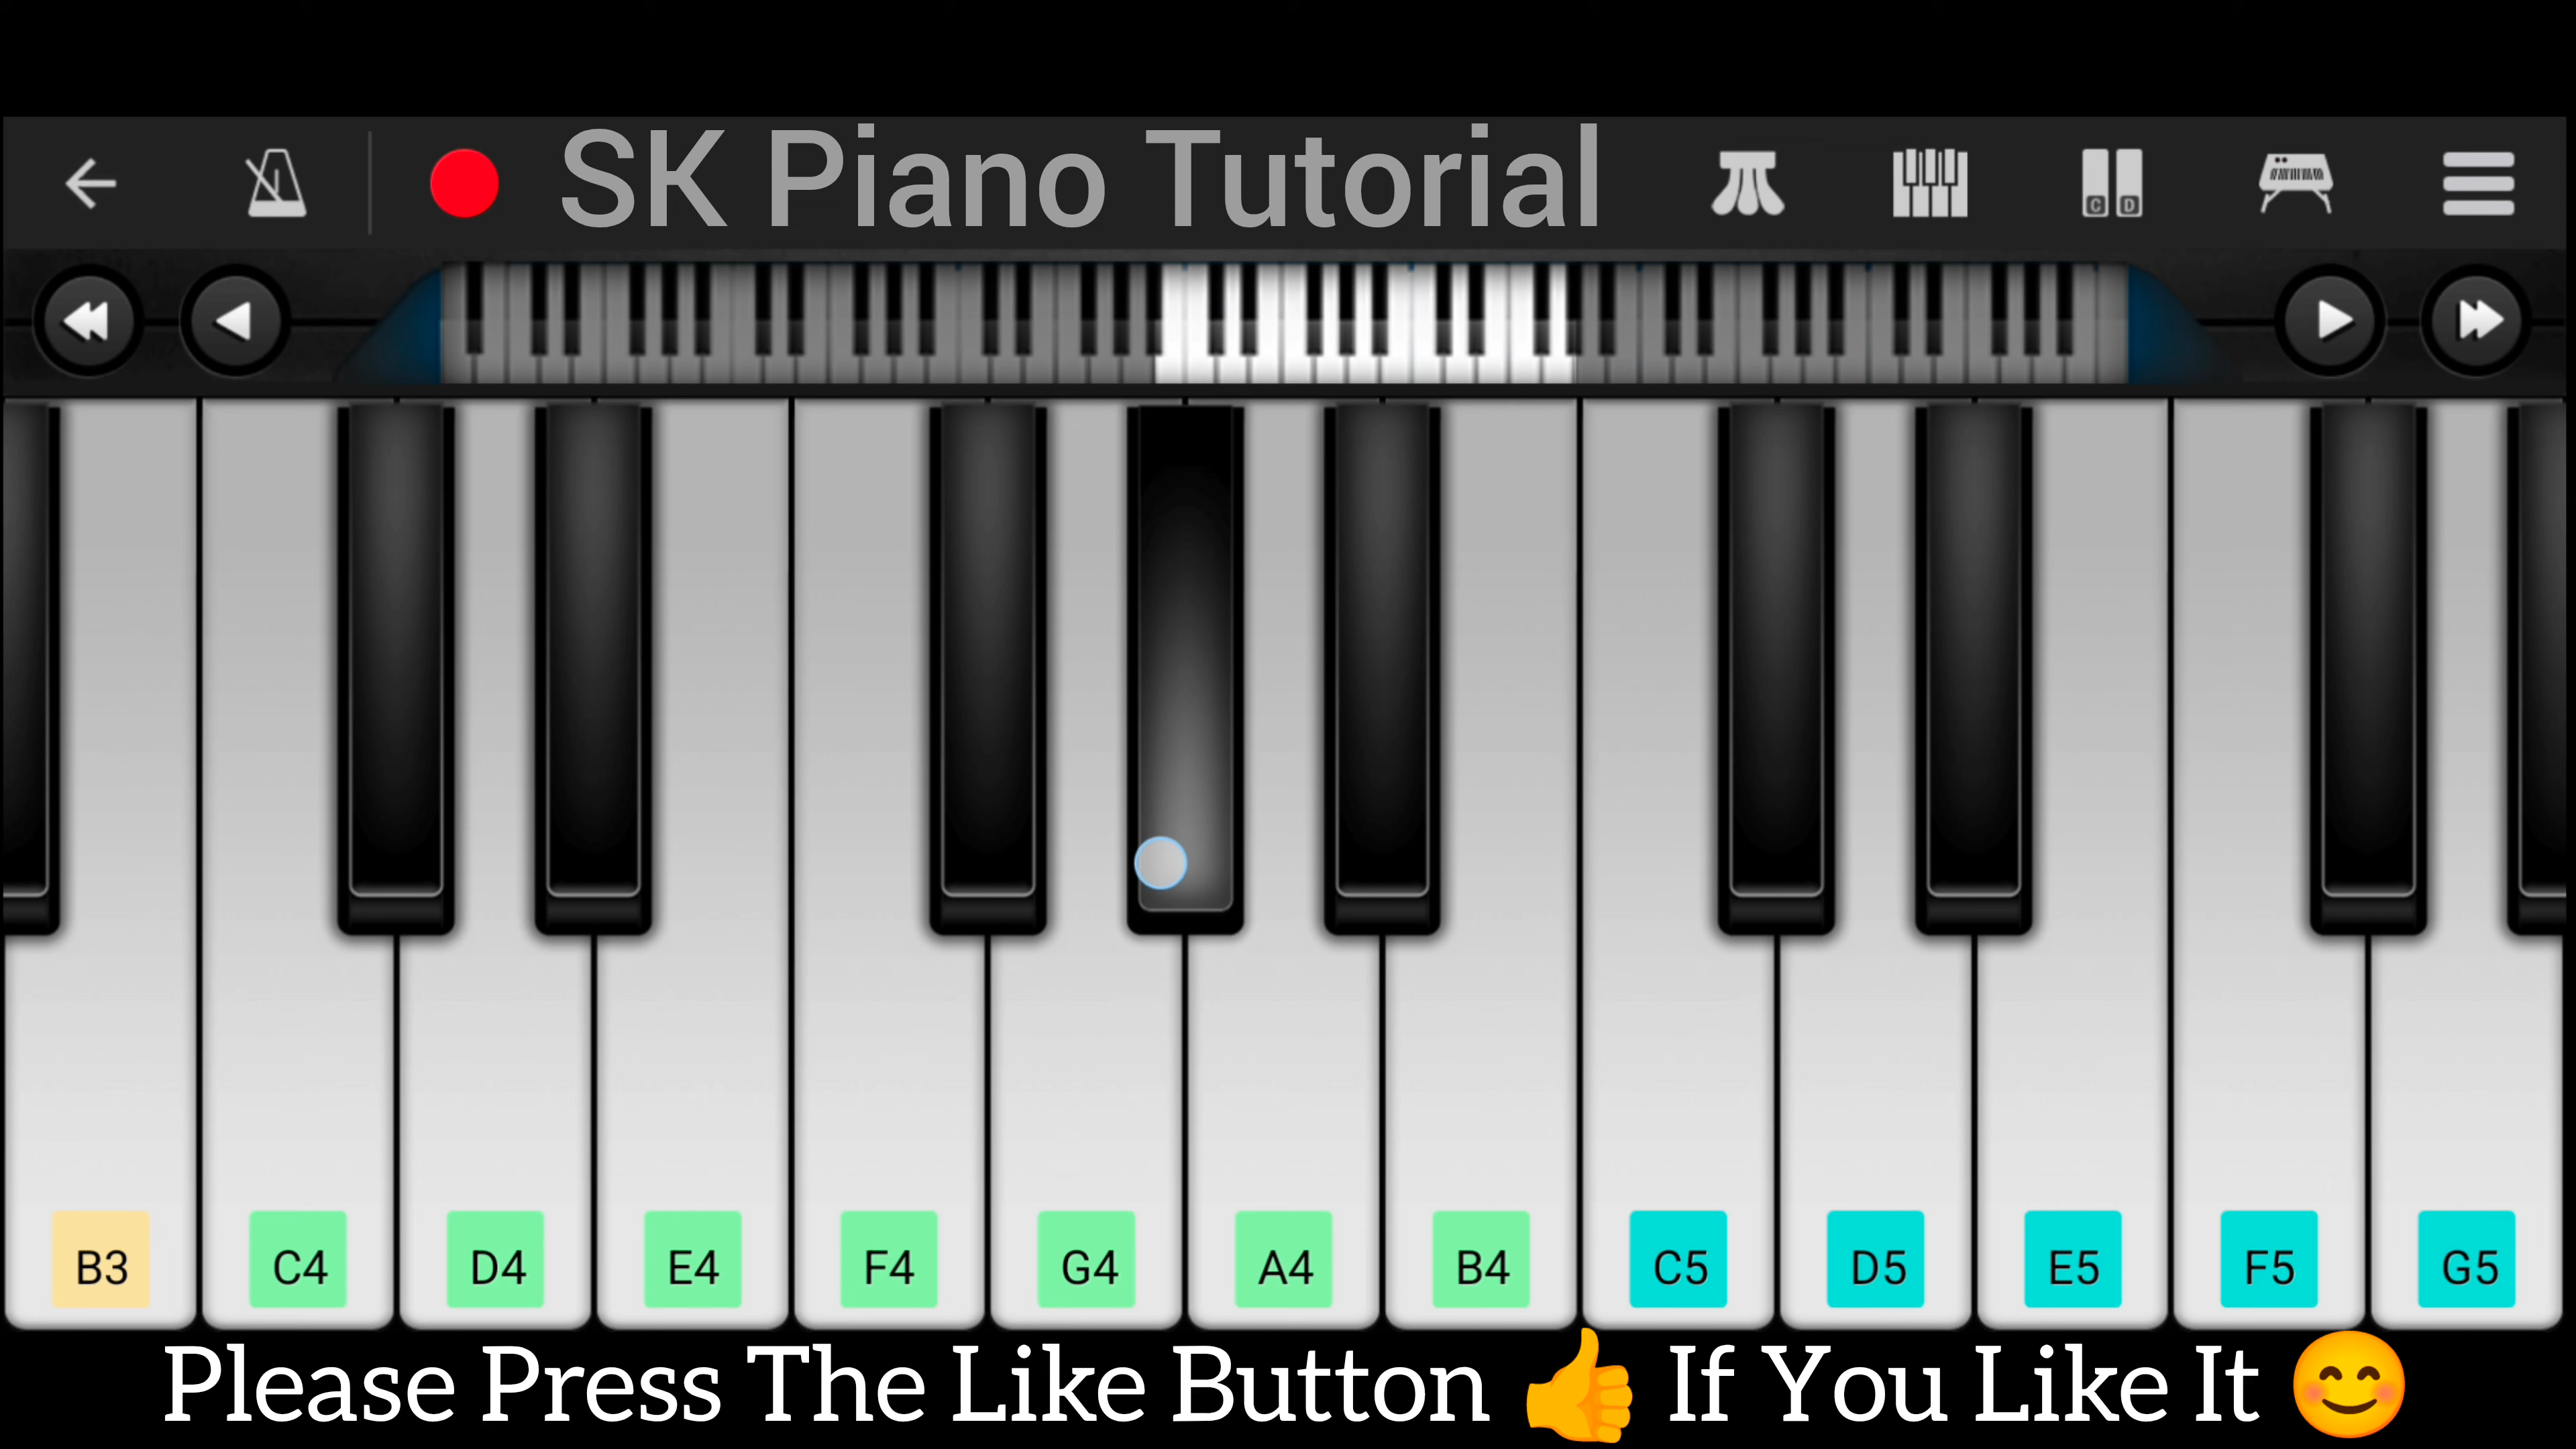 SK Piano Tutorial
C D
B3 C4 D4 E4 F4 G4 A4 B4 C5 D5 E5 F5 G5
Please Press The Like Button 👍 If You Like It 😊